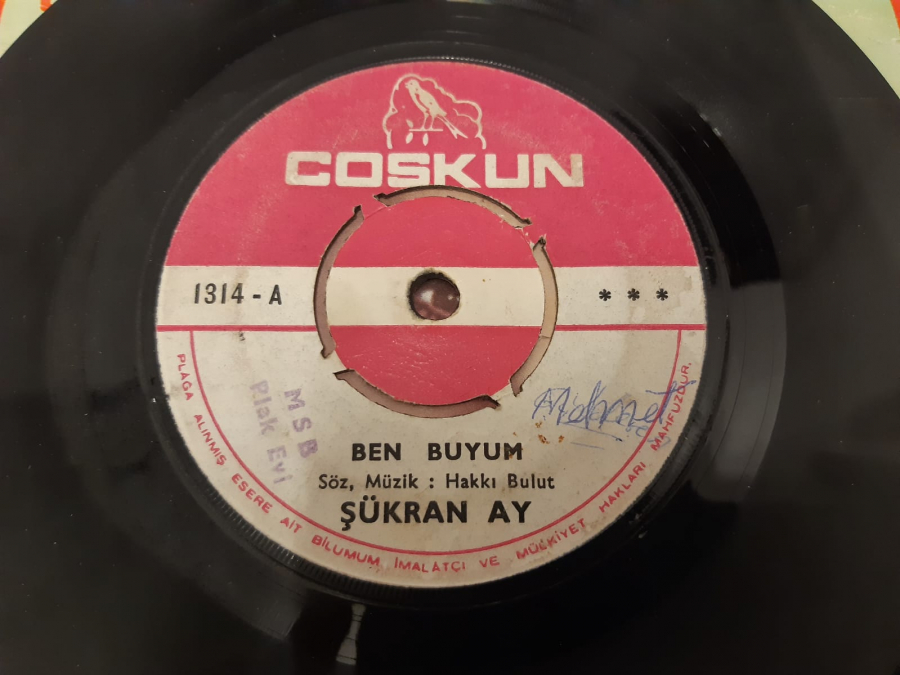 COSKUN
1314 - A
* * *
MSB
Plak Evi
Mehmet
BEN BUYUM
Söz, Müzik : Hakkı Bulut
ŞÜKRAN AY
PLAĞA ALINMIŞ ESERE AİT BİLUMUM İMALATÇI VE MÜLKİYET HAKLARI MAHFUZDUR.